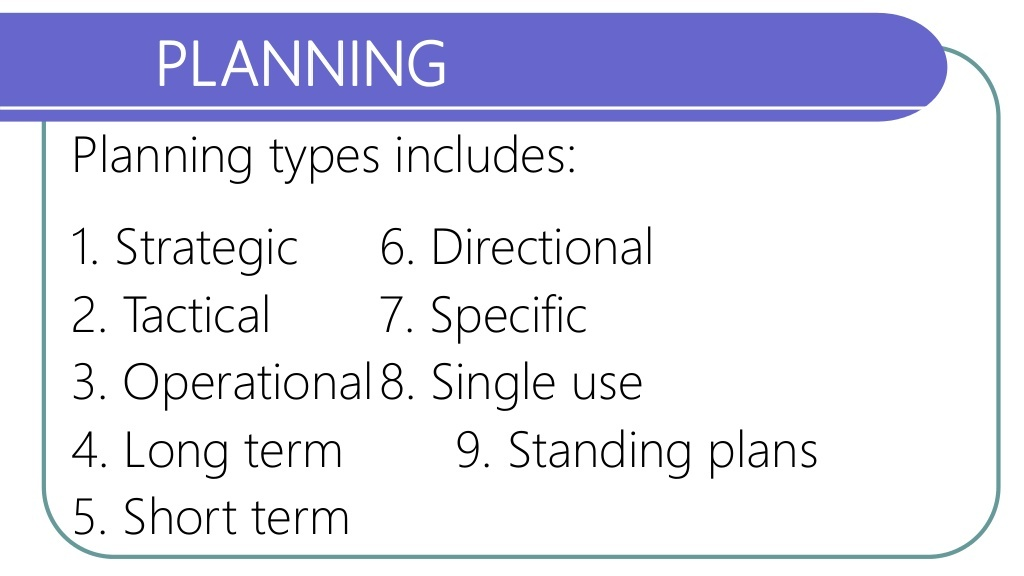 PLANNING
Planning types includes:
1. Strategic 6. Directional
2. Tactical 7. Specific
3. Operational 8. Single use
4. Long term 9. Standing plans
5. Short term